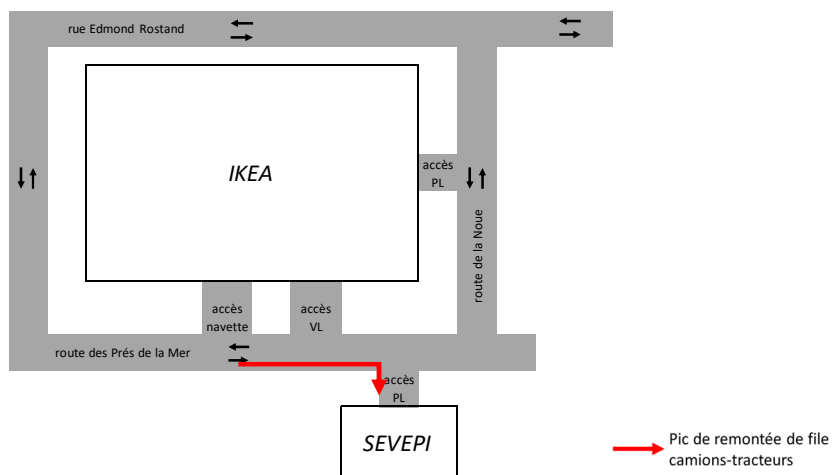 rue Edmond Rostand
IKEA
accès
PL
route de la Noue
accès
navette
accès
VL
route des Prés de la Mer
accès
PL
SEVEPI
Pic de remontée de file
camions-tracteurs